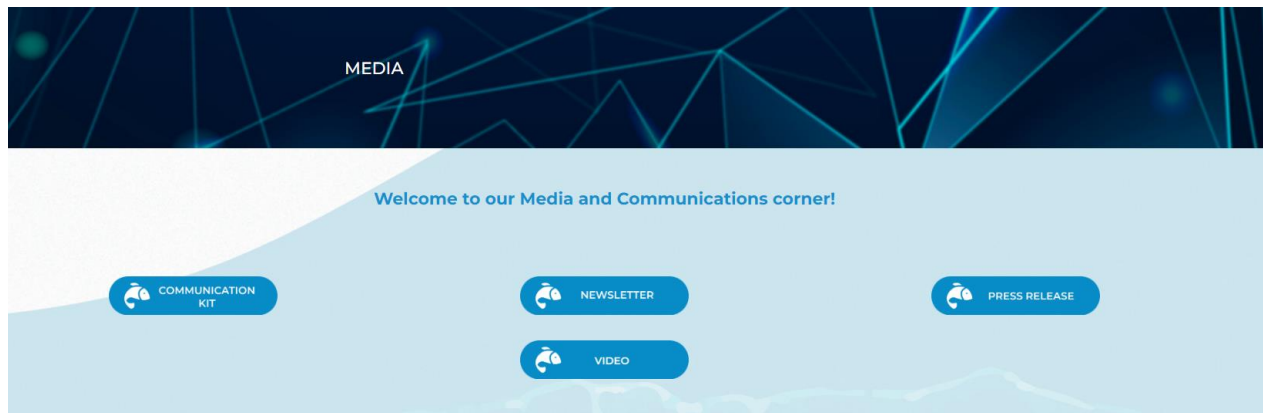 MEDIA
Welcome to our Media and Communications corner!
COMMUNICATION
KIT
NEWSLETTER
PRESS RELEASE
VIDEO